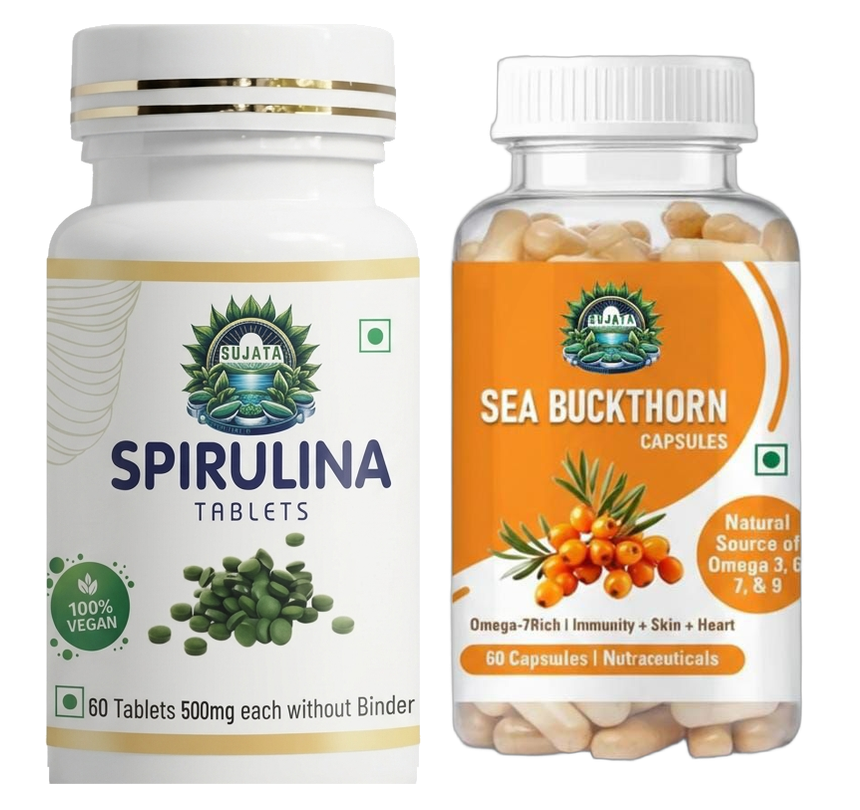 SUJATA
SPIRULINA
TABLETS
100%
VEGAN
60 Tablets 500mg each without Binder
SUJATA
SEA BUCKTHORN
CAPSULES
Natural
Source of
Omega 3, 6
7, & 9
Omega-7Rich | Immunity + Skin + Heart
60 Capsules | Nutraceuticals